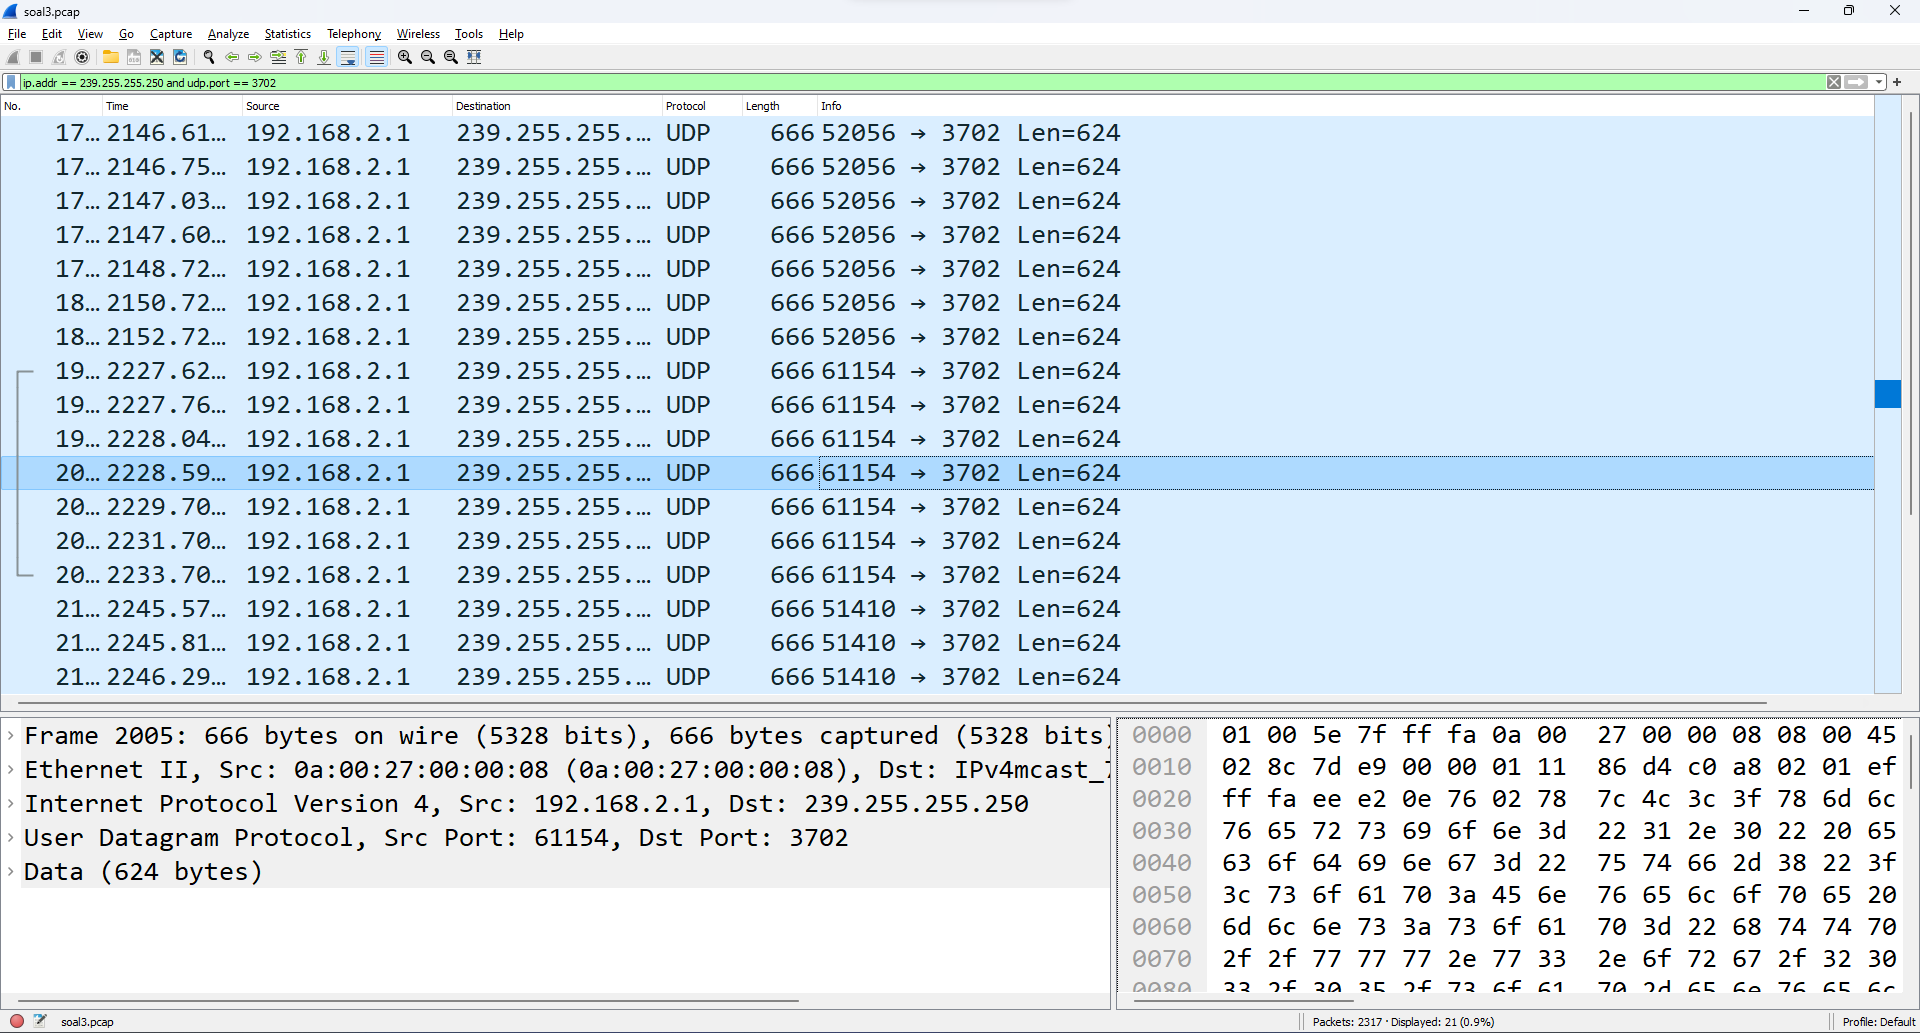 soal3.pcap
File Edit View Go Capture Analyze Statistics Telephony Wireless Tools Help
ip.addr == 239.255.255.250 and udp.port == 3702
No. Time Source Destination Protocol Length Info
17… 2146.61… 192.168.2.1 239.255.255.… UDP 666 52056 → 3702 Len=624
17… 2146.75… 192.168.2.1 239.255.255.… UDP 666 52056 → 3702 Len=624
17… 2147.03… 192.168.2.1 239.255.255.… UDP 666 52056 → 3702 Len=624
17… 2147.60… 192.168.2.1 239.255.255.… UDP 666 52056 → 3702 Len=624
17… 2148.72… 192.168.2.1 239.255.255.… UDP 666 52056 → 3702 Len=624
18… 2150.72… 192.168.2.1 239.255.255.… UDP 666 52056 → 3702 Len=624
18… 2152.72… 192.168.2.1 239.255.255.… UDP 666 52056 → 3702 Len=624
19… 2227.62… 192.168.2.1 239.255.255.… UDP 666 61154 → 3702 Len=624
19… 2227.76… 192.168.2.1 239.255.255.… UDP 666 61154 → 3702 Len=624
19… 2228.04… 192.168.2.1 239.255.255.… UDP 666 61154 → 3702 Len=624
20… 2228.59… 192.168.2.1 239.255.255.… UDP 666 61154 → 3702 Len=624
20… 2229.70… 192.168.2.1 239.255.255.… UDP 666 61154 → 3702 Len=624
20… 2231.70… 192.168.2.1 239.255.255.… UDP 666 61154 → 3702 Len=624
20… 2233.70… 192.168.2.1 239.255.255.… UDP 666 61154 → 3702 Len=624
21… 2245.57… 192.168.2.1 239.255.255.… UDP 666 51410 → 3702 Len=624
21… 2245.81… 192.168.2.1 239.255.255.… UDP 666 51410 → 3702 Len=624
21… 2246.29… 192.168.2.1 239.255.255.… UDP 666 51410 → 3702 Len=624
Frame 2005: 666 bytes on wire (5328 bits), 666 bytes captured (5328 bits)
Ethernet II, Src: 0a:00:27:00:00:08 (0a:00:27:00:00:08), Dst: IPv4mcast_7
Internet Protocol Version 4, Src: 192.168.2.1, Dst: 239.255.255.250
User Datagram Protocol, Src Port: 61154, Dst Port: 3702
Data (624 bytes)
0000 01 00 5e 7f ff fa 0a 00 27 00 00 08 08 00 45
0010 02 8c 7d e9 00 00 01 11 86 d4 c0 a8 02 01 ef
0020 ff fa ee e2 0e 76 02 78 7c 4c 3c 3f 78 6d 6c
0030 76 65 72 73 69 6f 6e 3d 22 31 2e 30 22 20 65
0040 63 6f 64 69 6e 67 3d 22 75 74 66 2d 38 22 3f
0050 3c 73 6f 61 70 3a 45 6e 76 65 6c 6f 70 65 20
0060 6d 6c 6e 73 3a 73 6f 61 70 3d 22 68 74 74 70
0070 2f 2f 77 77 77 2e 77 33 2e 6f 72 67 2f 32 30
0080 33 2f 30 35 2f 73 6f 61 70 2d 65 6e 76 65 6c
soal3.pcap
Packets: 2317 · Displayed: 21 (0.9%)
Profile: Default